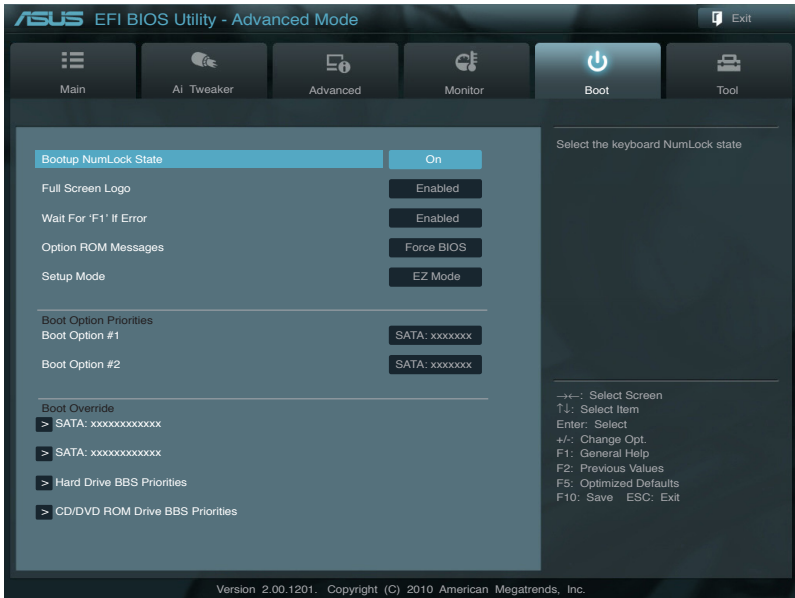 ASUS EFI BIOS Utility - Advanced Mode
Exit
Main
Ai Tweaker
Advanced
Monitor
Boot
Tool
Bootup NumLock State On
Full Screen Logo Enabled
Wait For ‘F1’ If Error Enabled
Option ROM Messages Force BIOS
Setup Mode EZ Mode
Boot Option Priorities
Boot Option #1 SATA: xxxxxxx
Boot Option #2 SATA: xxxxxxx
Boot Override
> SATA: xxxxxxxxxxxx
> SATA: xxxxxxxxxxxx
> Hard Drive BBS Priorities
> CD/DVD ROM Drive BBS Priorities
Select the keyboard NumLock state
→←: Select Screen
↑↓: Select Item
Enter: Select
+/-: Change Opt.
F1: General Help
F2: Previous Values
F5: Optimized Defaults
F10: Save ESC: Exit
Version 2.00.1201. Copyright (C) 2010 American Megatrends, Inc.